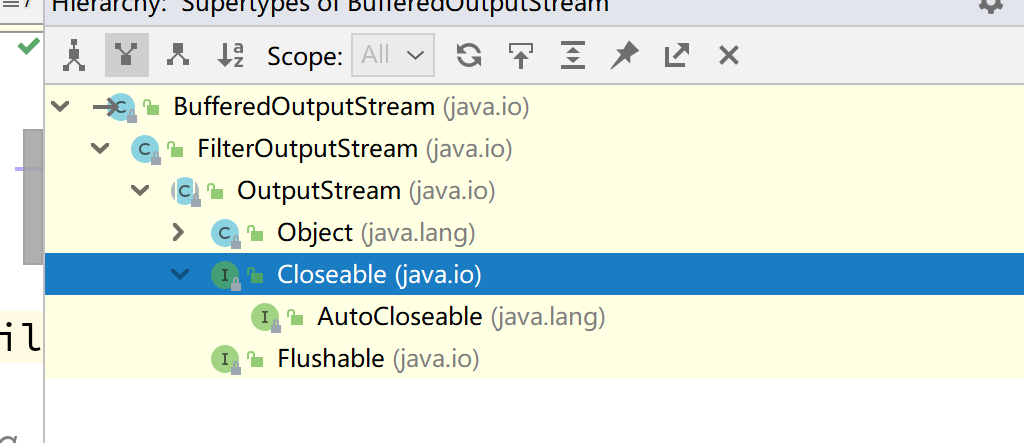 Hierarchy: Supertypes of BufferedOutputStream
Scope: All
BufferedOutputStream (java.io)
FilterOutputStream (java.io)
OutputStream (java.io)
Object (java.lang)
Closeable (java.io)
AutoCloseable (java.lang)
il
Flushable (java.io)